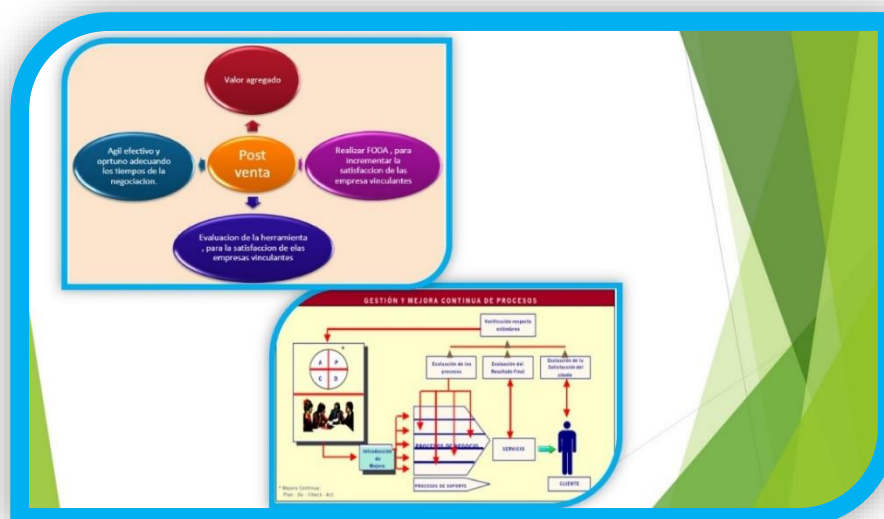 Valor agregado
Agil efectivo y
oprtuno adecuando
los tiempos de la
negociacion.
Post
venta
Realizar FODA , para
incrementar la
satisfaccion de las
empresa vinculantes
Evaluacion de la herramienta
, para la satisfaccion de elas
empresas vinculantes
GESTIÓN Y MEJORA CONTINUA DE PROCESOS
Verificación respecto
estándares
A P
C D
*
Evaluación de los
procesos
Evaluación del
Resultado Final
Evaluación de la
Satisfacción del
cliente
Introducción
de
Mejora
PROCESOS DE NEGOCIO
SERVICIO
PROCESOS DE SOPORTE
CLIENTE
* Mejora Continua:
Plan - Do - Check - Act